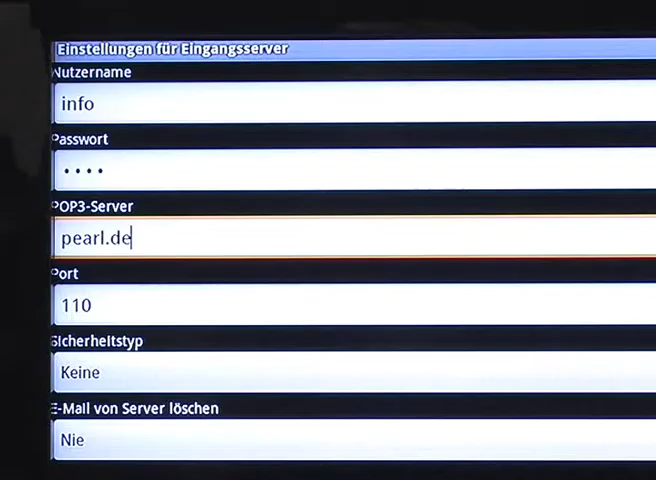 Einstellungen für Eingangsserver
Nutzername
info
Passwort
••••
POP3-Server
pearl.de
Port
110
Sicherheitstyp
Keine
E-Mail von Server löschen
Nie